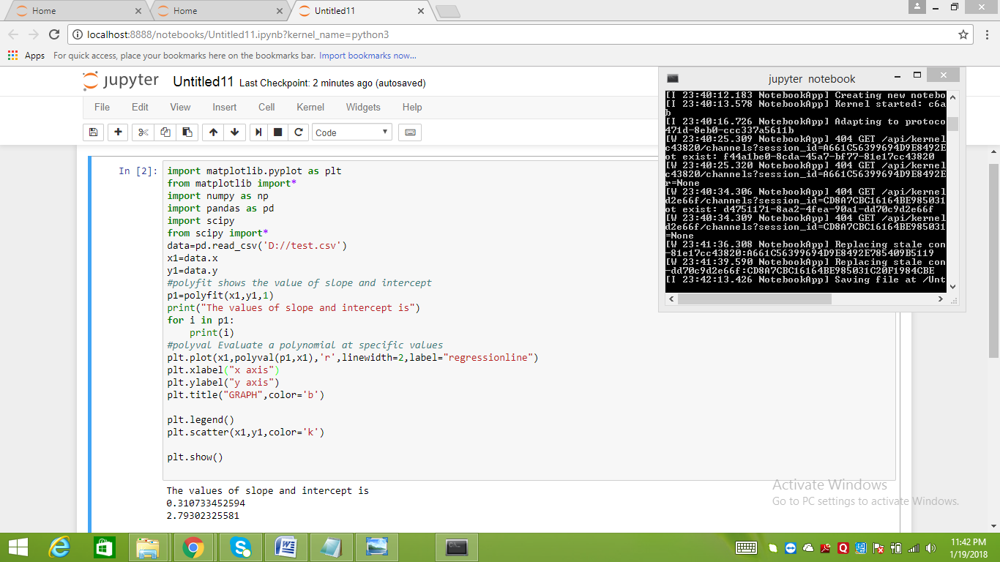 Home
Home
Untitled11
localhost:8888/notebooks/Untitled11.ipynb?kernel_name=python3
Apps For quick access, place your bookmarks here on the bookmarks bar. Import bookmarks now...
jupyter Untitled11 Last Checkpoint: 2 minutes ago (autosaved)
File Edit View Insert Cell Kernel Widgets Help
Code
jupyter notebook
[I 23:40:12.183 NotebookApp] Creating new notebo
[I 23:40:13.578 NotebookApp] Kernel started: c6a
b
[I 23:40:16.726 NotebookApp] Adapting to protoco
471d-8eb0-ccc337a5611b
[W 23:40:25.309 NotebookApp] 404 GET /api/kernel
c43820/channels?session_id=A661C56399694D9E8492E
ot exist: f44a1be0-8cda-45a7-bf77-81e17cc43820
[W 23:40:25.320 NotebookApp] 404 GET /api/kernel
c43820/channels?session_id=A661C56399694D9E8492E
r=None
[W 23:40:34.306 NotebookApp] 404 GET /api/kernel
d2e66f/channels?session_id=CD8A7CBC16164BE985031
ot exist: d4751171-8aa2-4fea-90a1-dd70c9d2e66f
[W 23:40:34.309 NotebookApp] 404 GET /api/kernel
d2e66f/channels?session_id=CD8A7CBC16164BE985031
=None
[W 23:41:36.308 NotebookApp] Replacing stale con
-81e17cc43820:A661C56399694D9E8492E785409B5119
[W 23:41:39.590 NotebookApp] Replacing stale con
-dd70c9d2e66f:CD8A7CBC16164BE985031C20F1984CBE
[I 23:42:13.426 NotebookApp] Saving file at /Unt
In [2]:
import matplotlib.pyplot as plt
from matplotlib import*
import numpy as np
import pandas as pd
import scipy
from scipy import*
data=pd.read_csv('D://test.csv')
x1=data.x
y1=data.y
#polyfit shows the value of slope and intercept
p1=polyfit(x1,y1,1)
print("The values of slope and intercept is")
for i in p1:
    print(i)
#polyval Evaluate a polynomial at specific values
plt.plot(x1,polyval(p1,x1),'r',linewidth=2,label="regressionline")
plt.xlabel("x axis")
plt.ylabel("y axis")
plt.title("GRAPH",color='b')
plt.legend()
plt.scatter(x1,y1,color='k')
plt.show()
The values of slope and intercept is
0.310733452594
2.79302325581
Activate Windows
Go to PC settings to activate Windows.
11:42 PM
1/19/2018